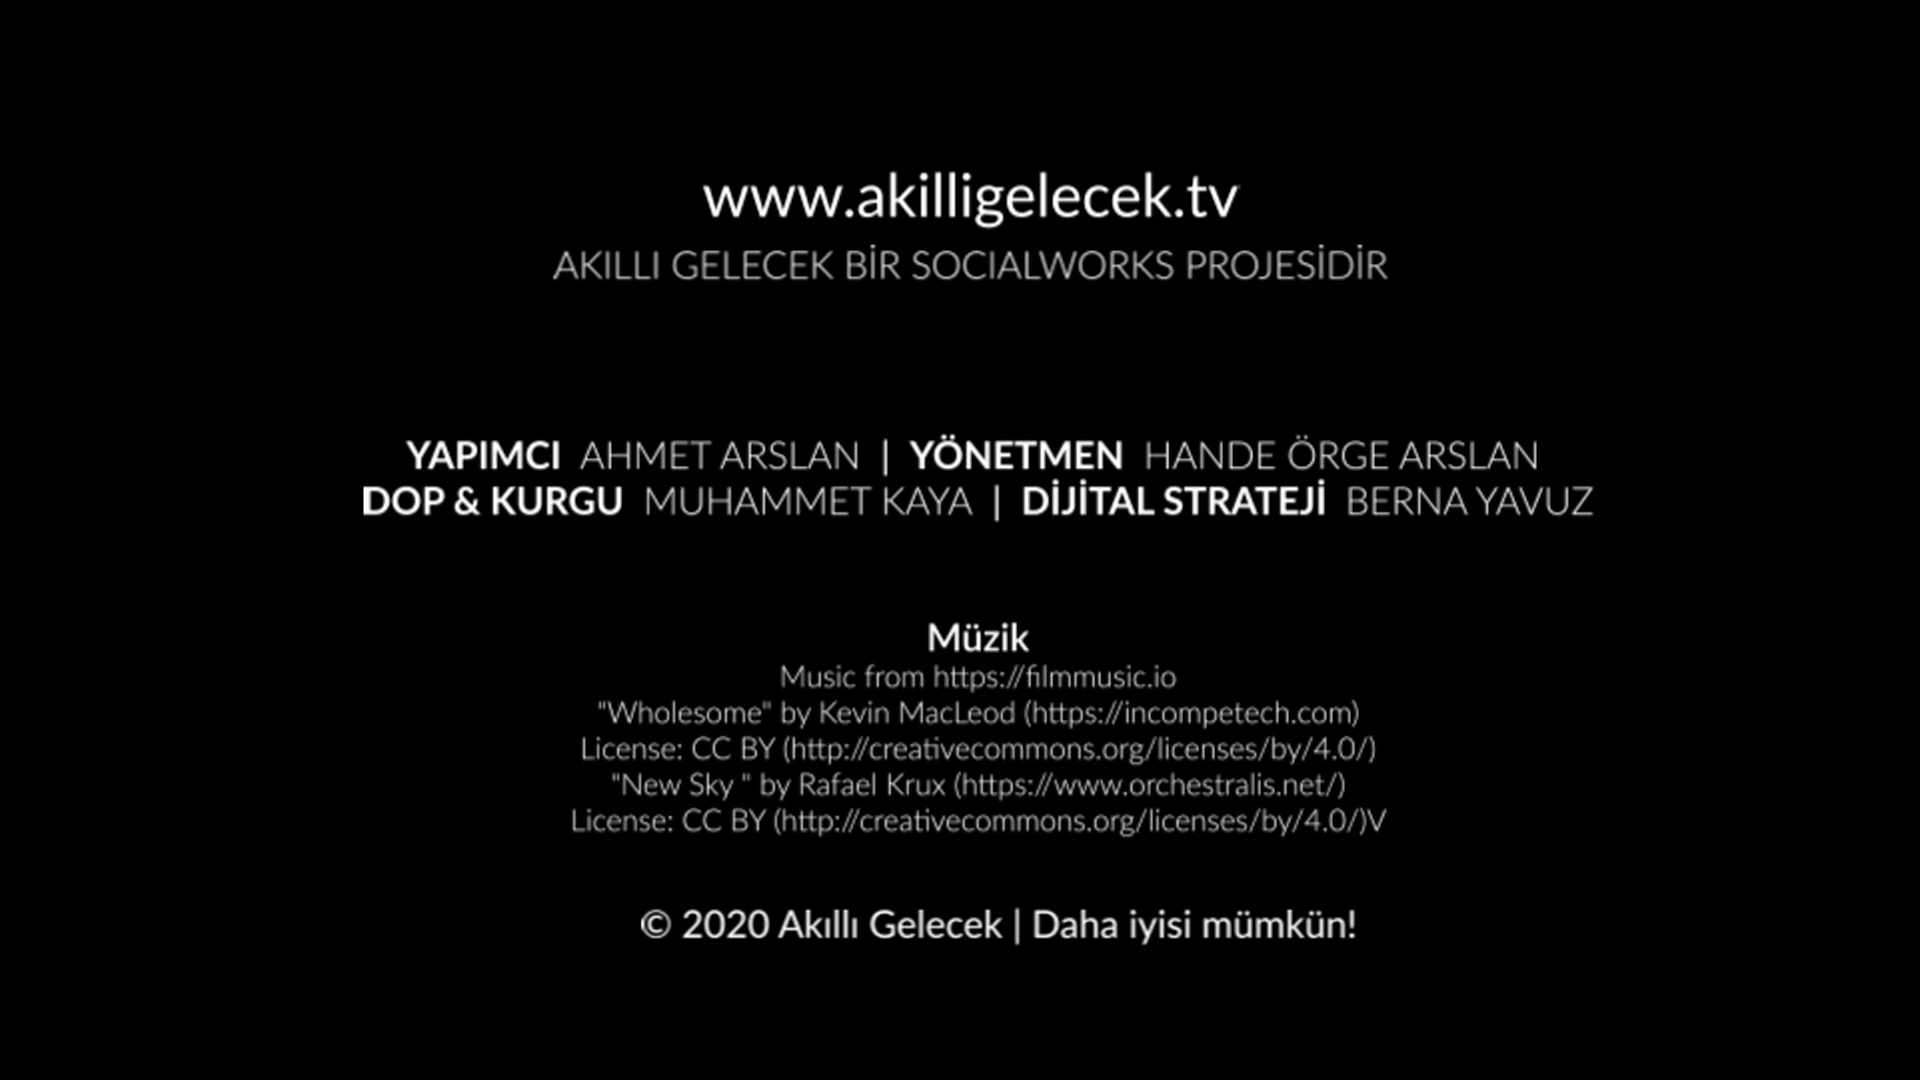 www.akilligelecek.tv
AKILLI GELECEK BİR SOCIALWORKS PROJESİDİR
YAPIMCI AHMET ARSLAN | YÖNETMEN HANDE ÖRGE ARSLAN
DOP & KURGU MUHAMMET KAYA | DİJİTAL STRATEJİ BERNA YAVUZ
Müzik
Music from https://filmmusic.io
"Wholesome" by Kevin MacLeod (https://incompetech.com)
License: CC BY (http://creativecommons.org/licenses/by/4.0/)
"New Sky " by Rafael Krux (https://www.orchestralis.net/)
License: CC BY (http://creativecommons.org/licenses/by/4.0/)V
© 2020 Akıllı Gelecek | Daha iyisi mümkün!